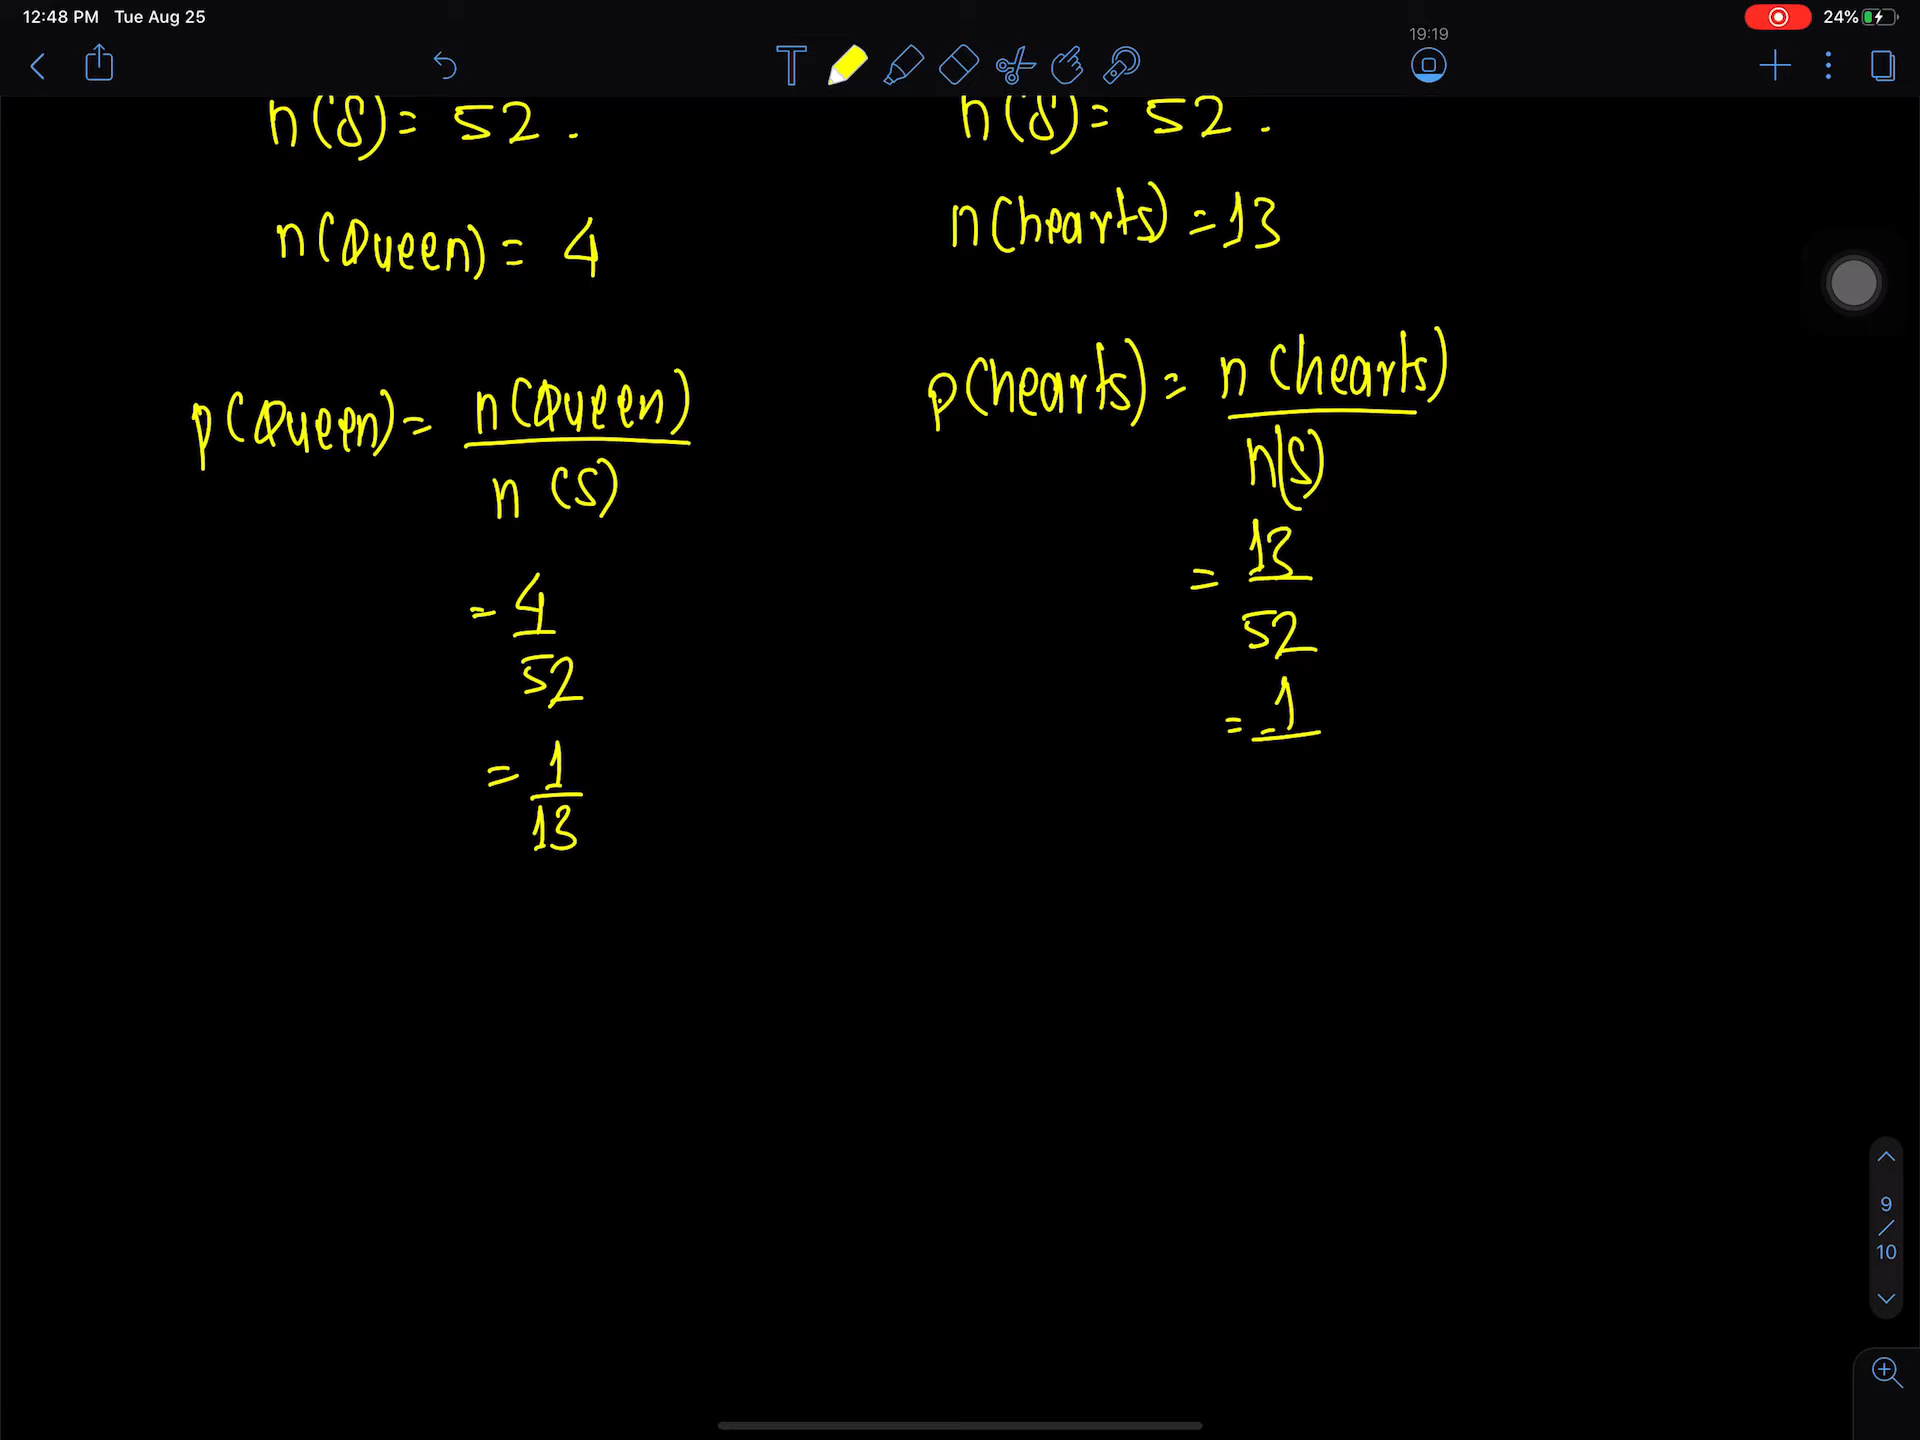 12:48 PM Tue Aug 25
24%
19:19
T
n(S)= 52.
n(Queen)= 4
p(Queen)= n(Queen)
n(S)
= 4
52
= 1
13
n(S)= 52.
n(hearts)=13
p(hearts)= n(hearts)
n(S)
= 13
52
= 1
9
/
10